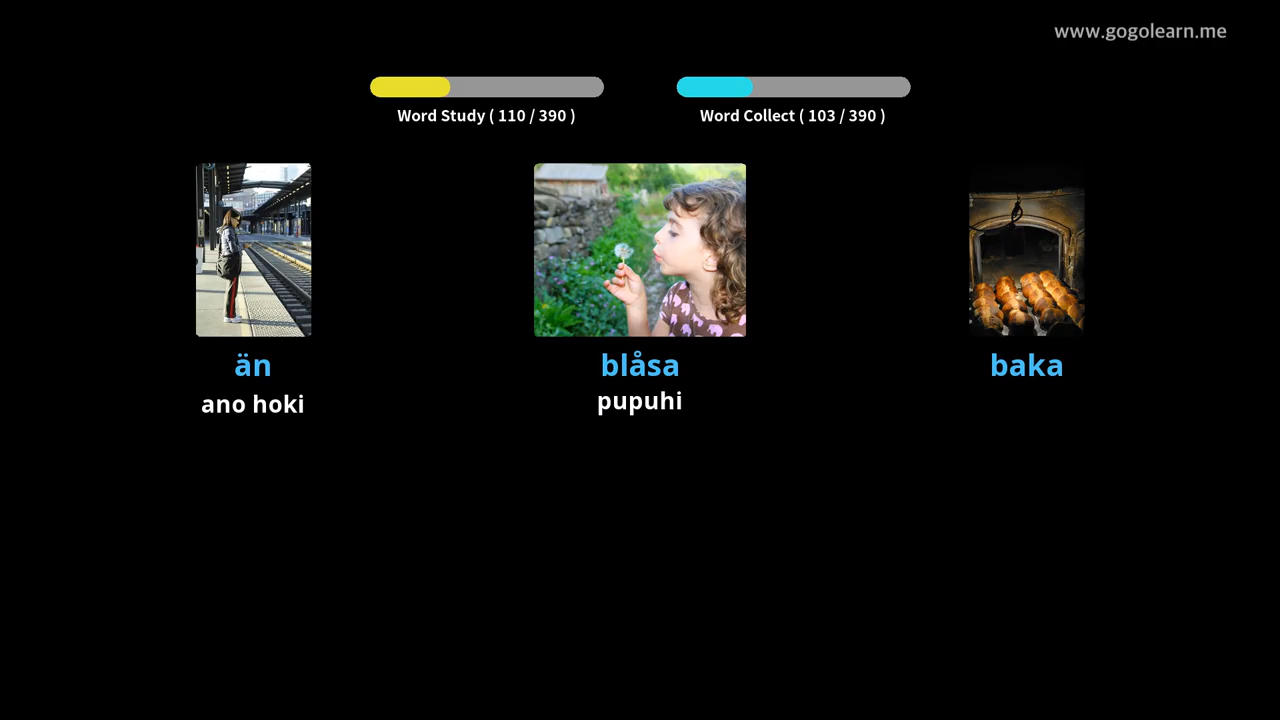 www.gogolearn.me
Word Study ( 110 / 390 )
Word Collect ( 103 / 390 )
än
blåsa
baka
ano hoki
pupuhi